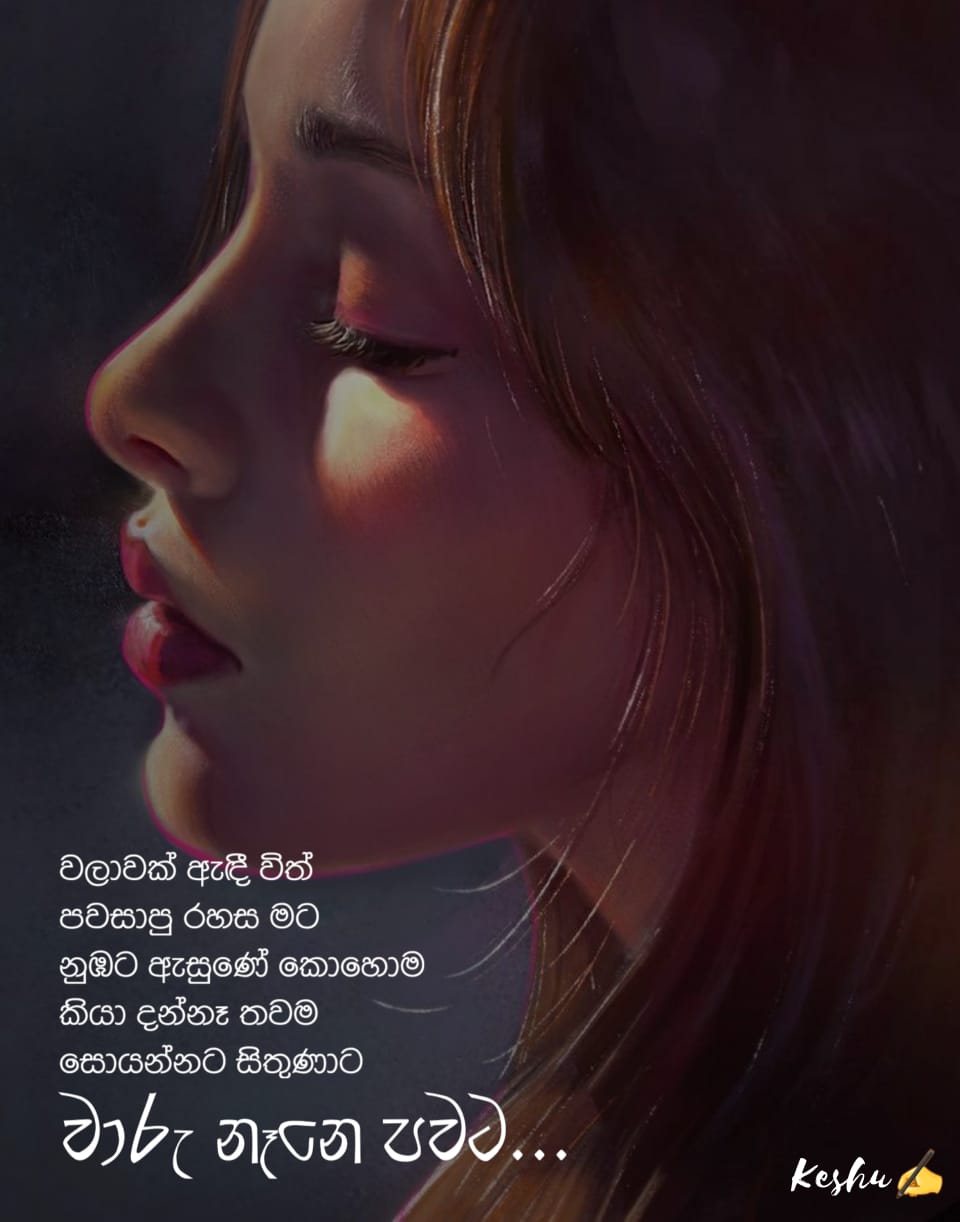 වලාවක් ඇඳී විත්
පවසාපු රහස මට
නුඹට ඇසුණේ කොහොම
කියා දන්නෑ තවම
සොයන්නට සිතුණාට
වාරු නෑනෙ පවට...
Keshu✍️